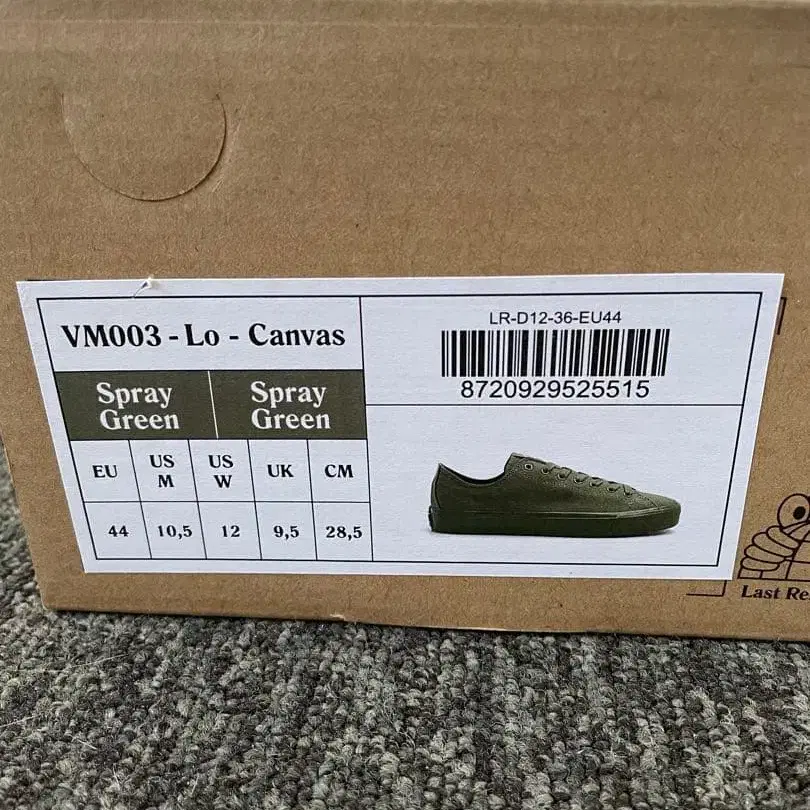 VM003 - Lo - Canvas
Spray Green
Spray Green
EU US M US W UK CM
44 10,5 12 9,5 28,5
LR-D12-36-EU44
8720929525515
Last